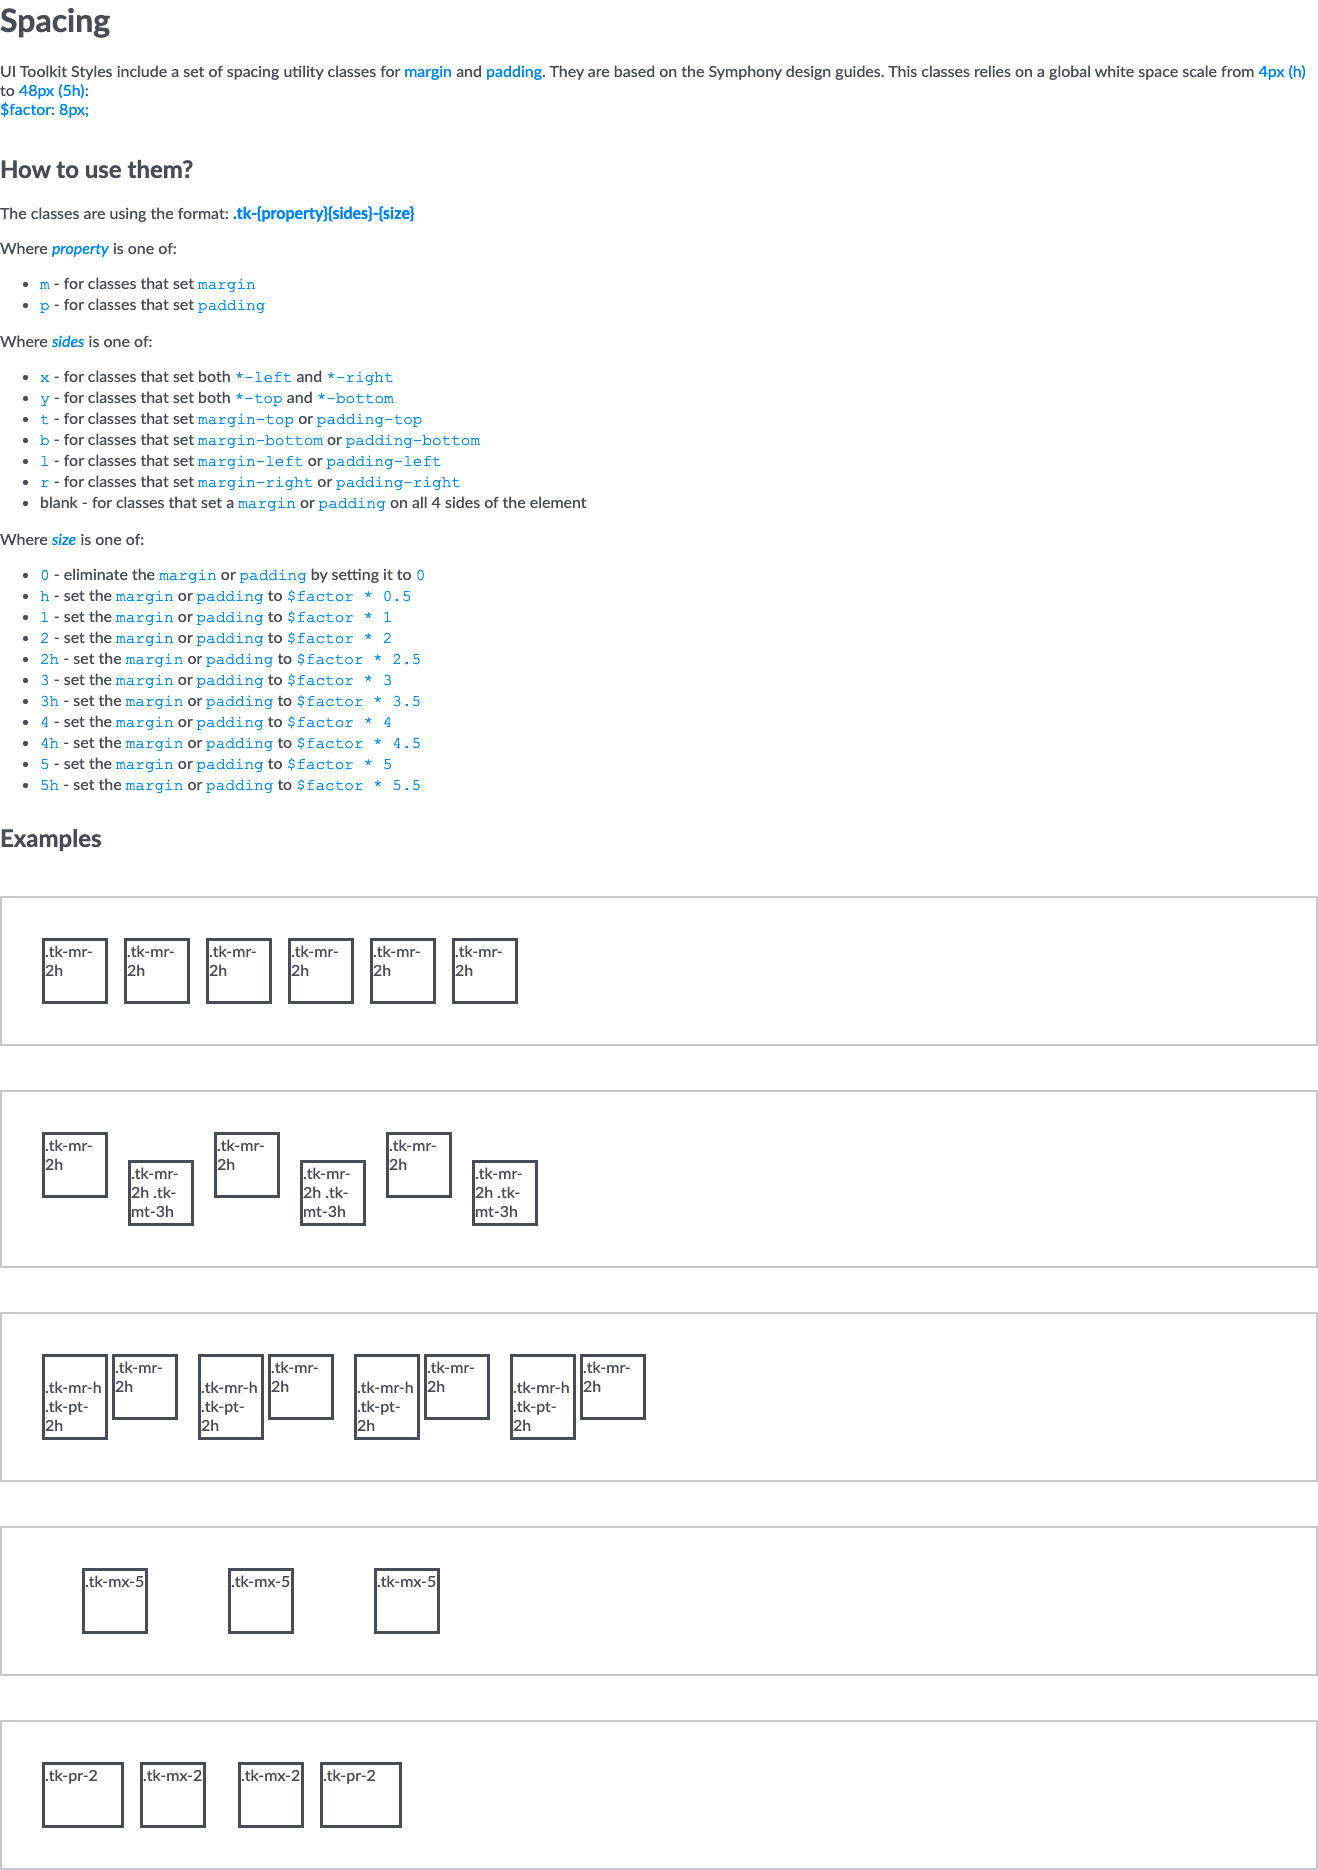 Spacing
UI Toolkit Styles include a set of spacing utility classes for margin and padding. They are based on the Symphony design guides. This classes relies on a global white space scale from 4px (h)
to 48px (5h):
$factor: 8px;
How to use them?
The classes are using the format: .tk-{property}{sides}-{size}
Where property is one of:
• m - for classes that set margin
• p - for classes that set padding
Where sides is one of:
• x - for classes that set both *-left and *-right
• y - for classes that set both *-top and *-bottom
• t - for classes that set margin-top or padding-top
• b - for classes that set margin-bottom or padding-bottom
• l - for classes that set margin-left or padding-left
• r - for classes that set margin-right or padding-right
• blank - for classes that set a margin or padding on all 4 sides of the element
Where size is one of:
• 0 - eliminate the margin or padding by setting it to 0
• h - set the margin or padding to $factor * 0.5
• 1 - set the margin or padding to $factor * 1
• 2 - set the margin or padding to $factor * 2
• 2h - set the margin or padding to $factor * 2.5
• 3 - set the margin or padding to $factor * 3
• 3h - set the margin or padding to $factor * 3.5
• 4 - set the margin or padding to $factor * 4
• 4h - set the margin or padding to $factor * 4.5
• 5 - set the margin or padding to $factor * 5
• 5h - set the margin or padding to $factor * 5.5
Examples
.tk-mr-
2h
.tk-mr-
2h
.tk-mr-
2h
.tk-mr-
2h
.tk-mr-
2h
.tk-mr-
2h
.tk-mr-
2h
.tk-mr-
2h .tk-
mt-3h
.tk-mr-
2h
.tk-mr-
2h .tk-
mt-3h
.tk-mr-
2h
.tk-mr-
2h .tk-
mt-3h
.tk-mr-h
.tk-pt-
2h
.tk-mr-
2h
.tk-mr-h
.tk-pt-
2h
.tk-mr-
2h
.tk-mr-h
.tk-pt-
2h
.tk-mr-
2h
.tk-mr-h
.tk-pt-
2h
.tk-mr-
2h
.tk-mx-5
.tk-mx-5
.tk-mx-5
.tk-pr-2
.tk-mx-2
.tk-mx-2
.tk-pr-2